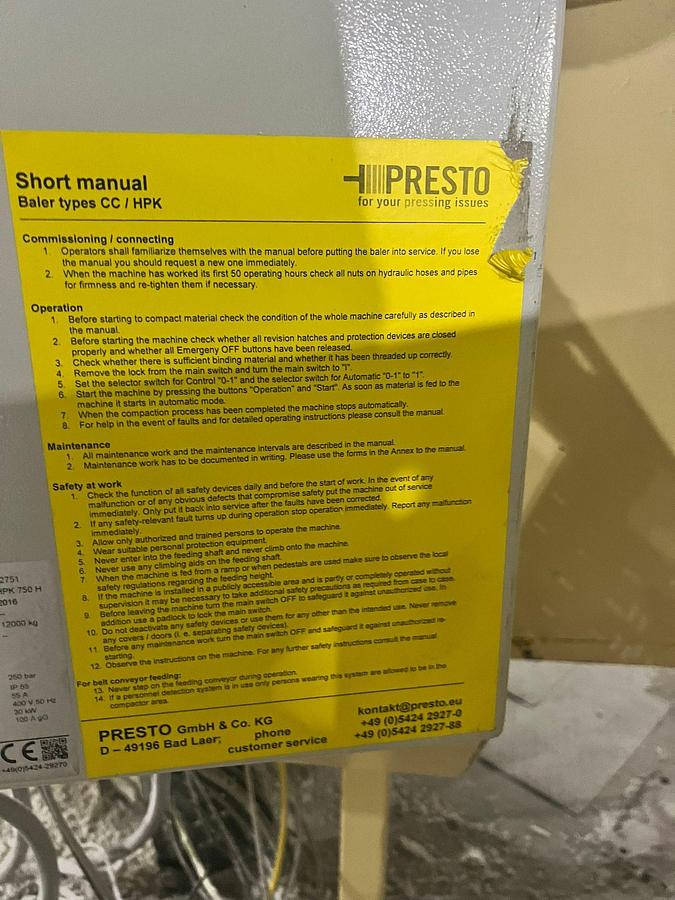 Short manual
Baler types CC / HPK
PRESTO
for your pressing issues
Commissioning / connecting
1. Operators shall familiarize themselves with the manual before putting the baler into service. If you lose
the manual you should request a new one immediately.
2. When the machine has worked its first 50 operating hours check all nuts on hydraulic hoses and pipes
for firmness and re-tighten them if necessary.
Operation
1. Before starting to compact material check the condition of the whole machine carefully as described in
the manual.
2. Before starting the machine check whether all revision hatches and protection devices are closed
properly and whether all Emergeny OFF buttons have been released.
3. Check whether there is sufficient binding material and whether it has been threaded up correctly.
4. Remove the lock from the main switch and turn the main switch to "I".
5. Set the selector switch for Control "0-1" and the selector switch for Automatic "0-1" to "1".
6. Start the machine by pressing the buttons "Operation" and "Start". As soon as material is fed to the
machine it starts in automatic mode.
7. When the compaction process has been completed the machine stops automatically.
8. For help in the event of faults and for detailed operating instructions please consult the manual.
Maintenance
1. All maintenance work and the maintenance intervals are described in the manual.
2. Maintenance work has to be documented in writing. Please use the forms in the Annex to the manual.
Safety at work
1. Check the function of all safety devices daily and before the start of work. In the event of any
malfunction or of any obvious defects that compromise safety put the machine out of service
immediately. Only put it back into service after the faults have been corrected.
2. If any safety-relevant fault turns up during operation stop operation immediately. Report any malfunction
immediately.
3. Allow only authorized and trained persons to operate the machine.
4. Wear suitable personal protection equipment.
5. Never enter into the feeding shaft and never climb onto the machine.
6. Never use any climbing aids on the feeding shaft.
7. When the machine is fed from a ramp or when pedestals are used make sure to observe the local
safety regulations regarding the feeding height.
8. If the machine is installed in a publicly accessible area and is partly or completely operated without
supervision it may be necessary to take additional safety precautions as required from case to case.
9. Before leaving the machine turn the main switch OFF to safeguard it against unauthorized use. In
addition use a padlock to lock the main switch.
10. Do not deactivate any safety devices or use them for any other than the intended use. Never remove
any covers / doors (i. e. separating safety devices).
11. Before any maintenance work turn the main switch OFF and safeguard it against unauthorized re-
starting.
12. Observe the instructions on the machine. For any further safety instructions consult the manual.
For belt conveyor feeding:
13. Never step on the feeding conveyor during operation.
14. If a personnel detection system is in use only persons wearing this system are allowed to be in the
compactor area.
PRESTO GmbH & Co. KG
D – 49196 Bad Laer;
phone
customer service
kontakt@presto.eu
+49 (0)5424 2927-0
+49 (0)5424 2927-88
2751
HPK 750 H
2016
12000 kg
250 bar
IP 55
55 A
400 V,50 Hz
30 kW
100 A gG
CE
+49(0)5424-29270